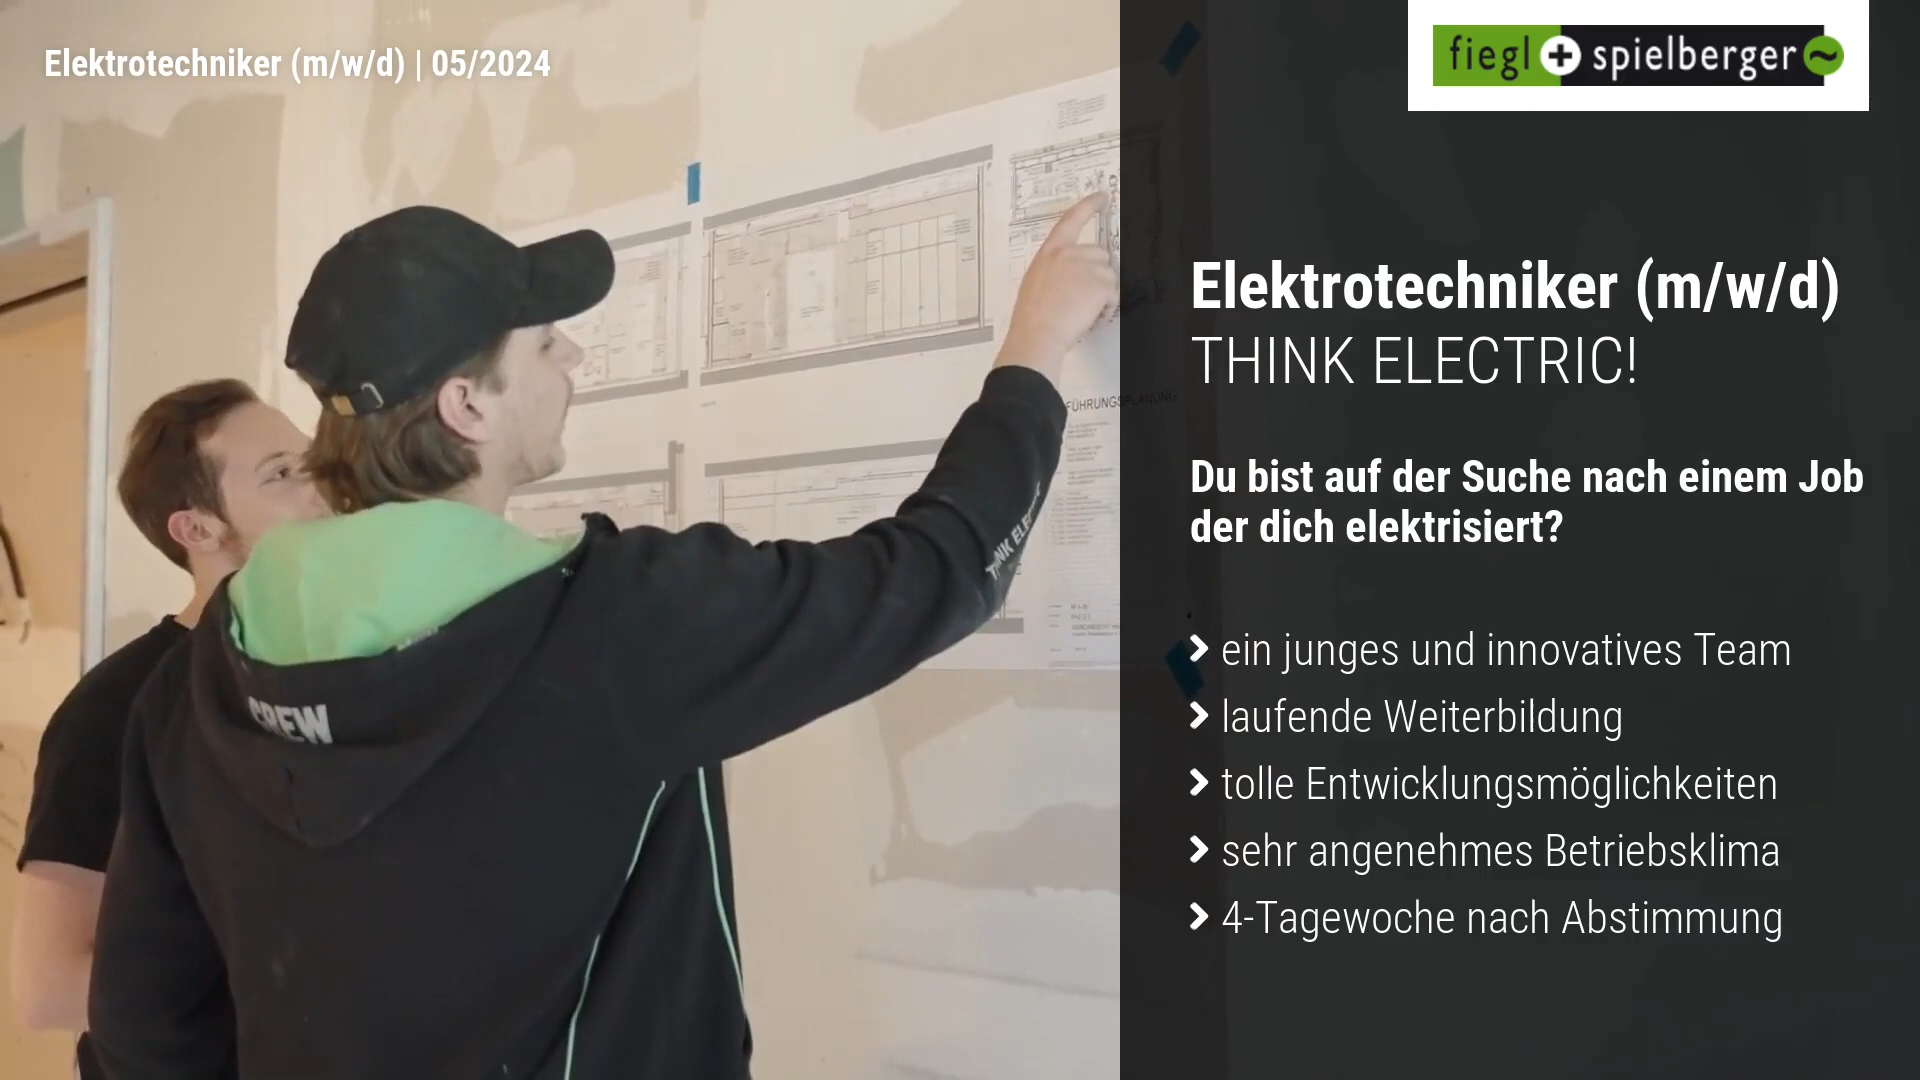 Elektrotechniker (m/w/d) | 05/2024
fiegl + spielberger ~
Elektrotechniker (m/w/d)
THINK ELECTRIC!
Du bist auf der Suche nach einem Job
der dich elektrisiert?
ein junges und innovatives Team
laufende Weiterbildung
tolle Entwicklungsmöglichkeiten
sehr angenehmes Betriebsklima
4-Tagewoche nach Abstimmung
CREW